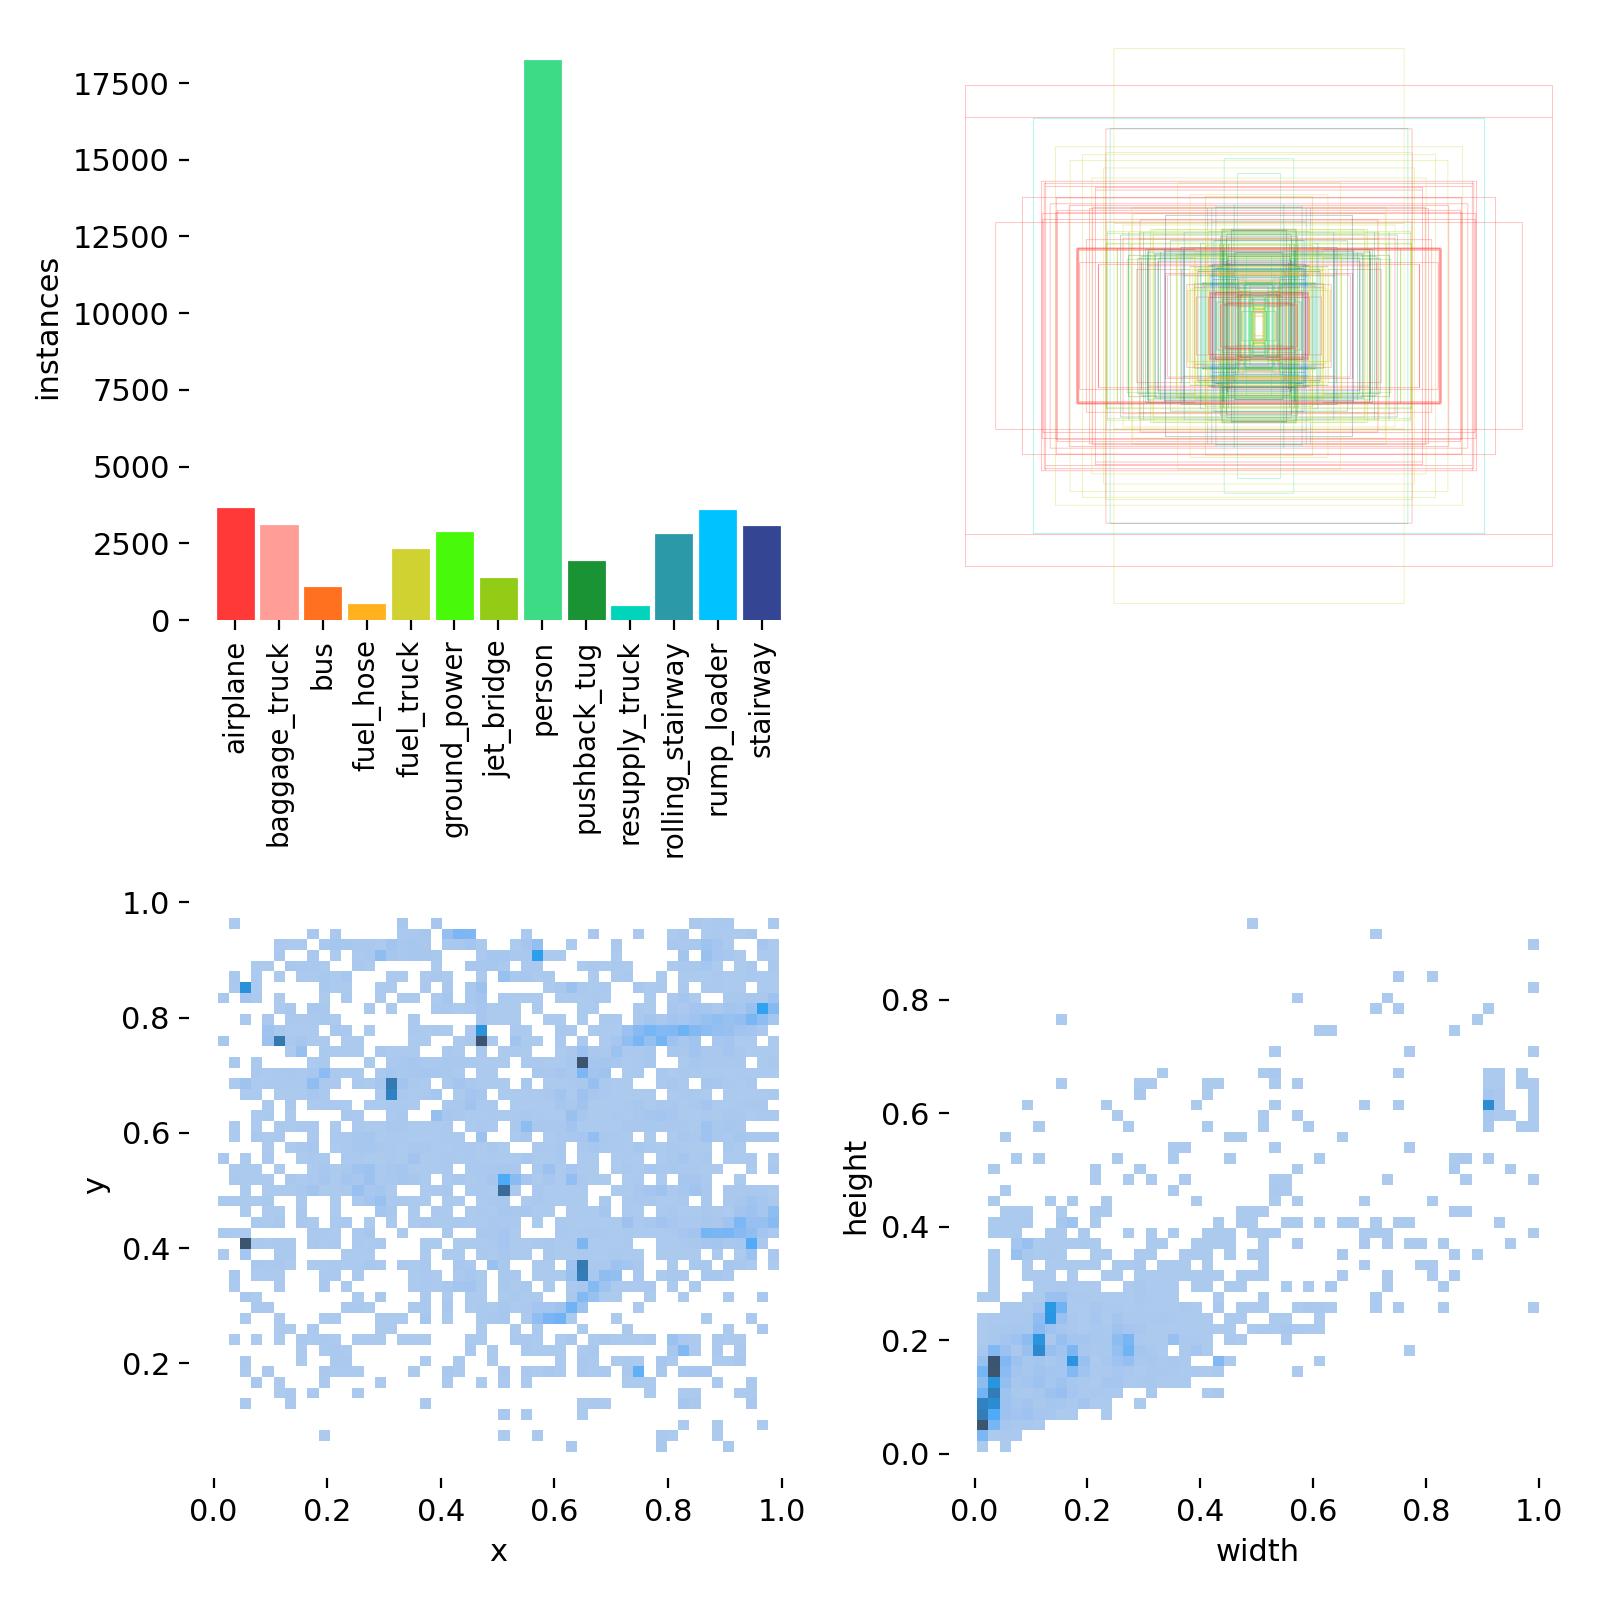 17500
15000
12500
10000
7500
5000
2500
0
instances
airplane
baggage_truck
bus
fuel_hose
fuel_truck
ground_power
jet_bridge
person
pushback_tug
resupply_truck
rolling_stairway
rump_loader
stairway
1.0
0.8
0.6
0.4
0.2
y
0.0 0.2 0.4 0.6 0.8 1.0
x
0.8
0.6
0.4
0.2
0.0
height
0.0 0.2 0.4 0.6 0.8 1.0
width